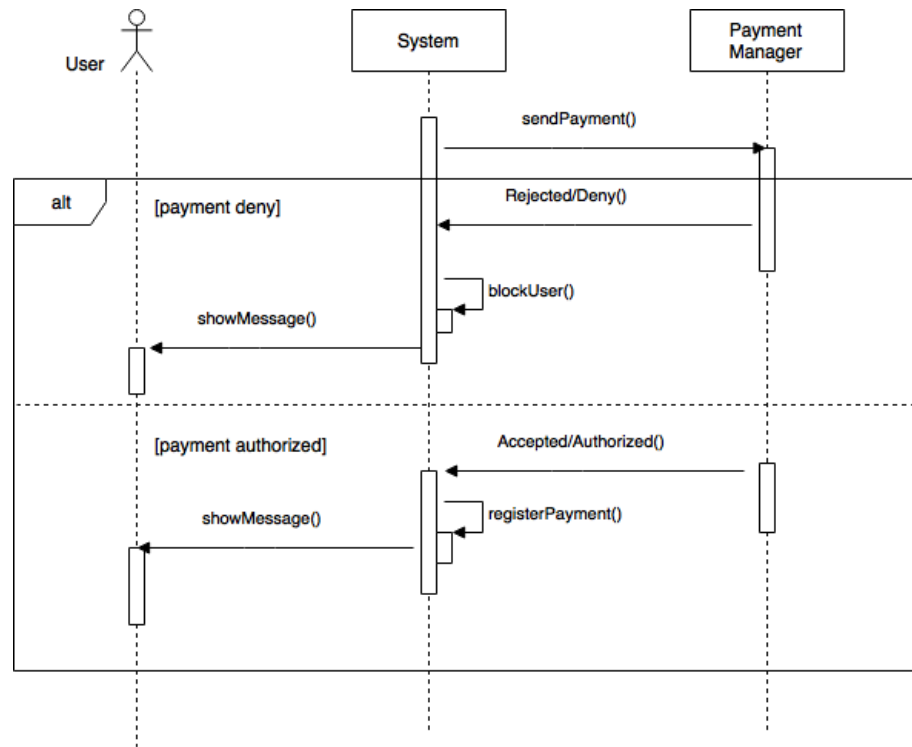 User
System
Payment
Manager
sendPayment()
alt
[payment deny]
Rejected/Deny()
blockUser()
showMessage()
[payment authorized]
Accepted/Authorized()
registerPayment()
showMessage()